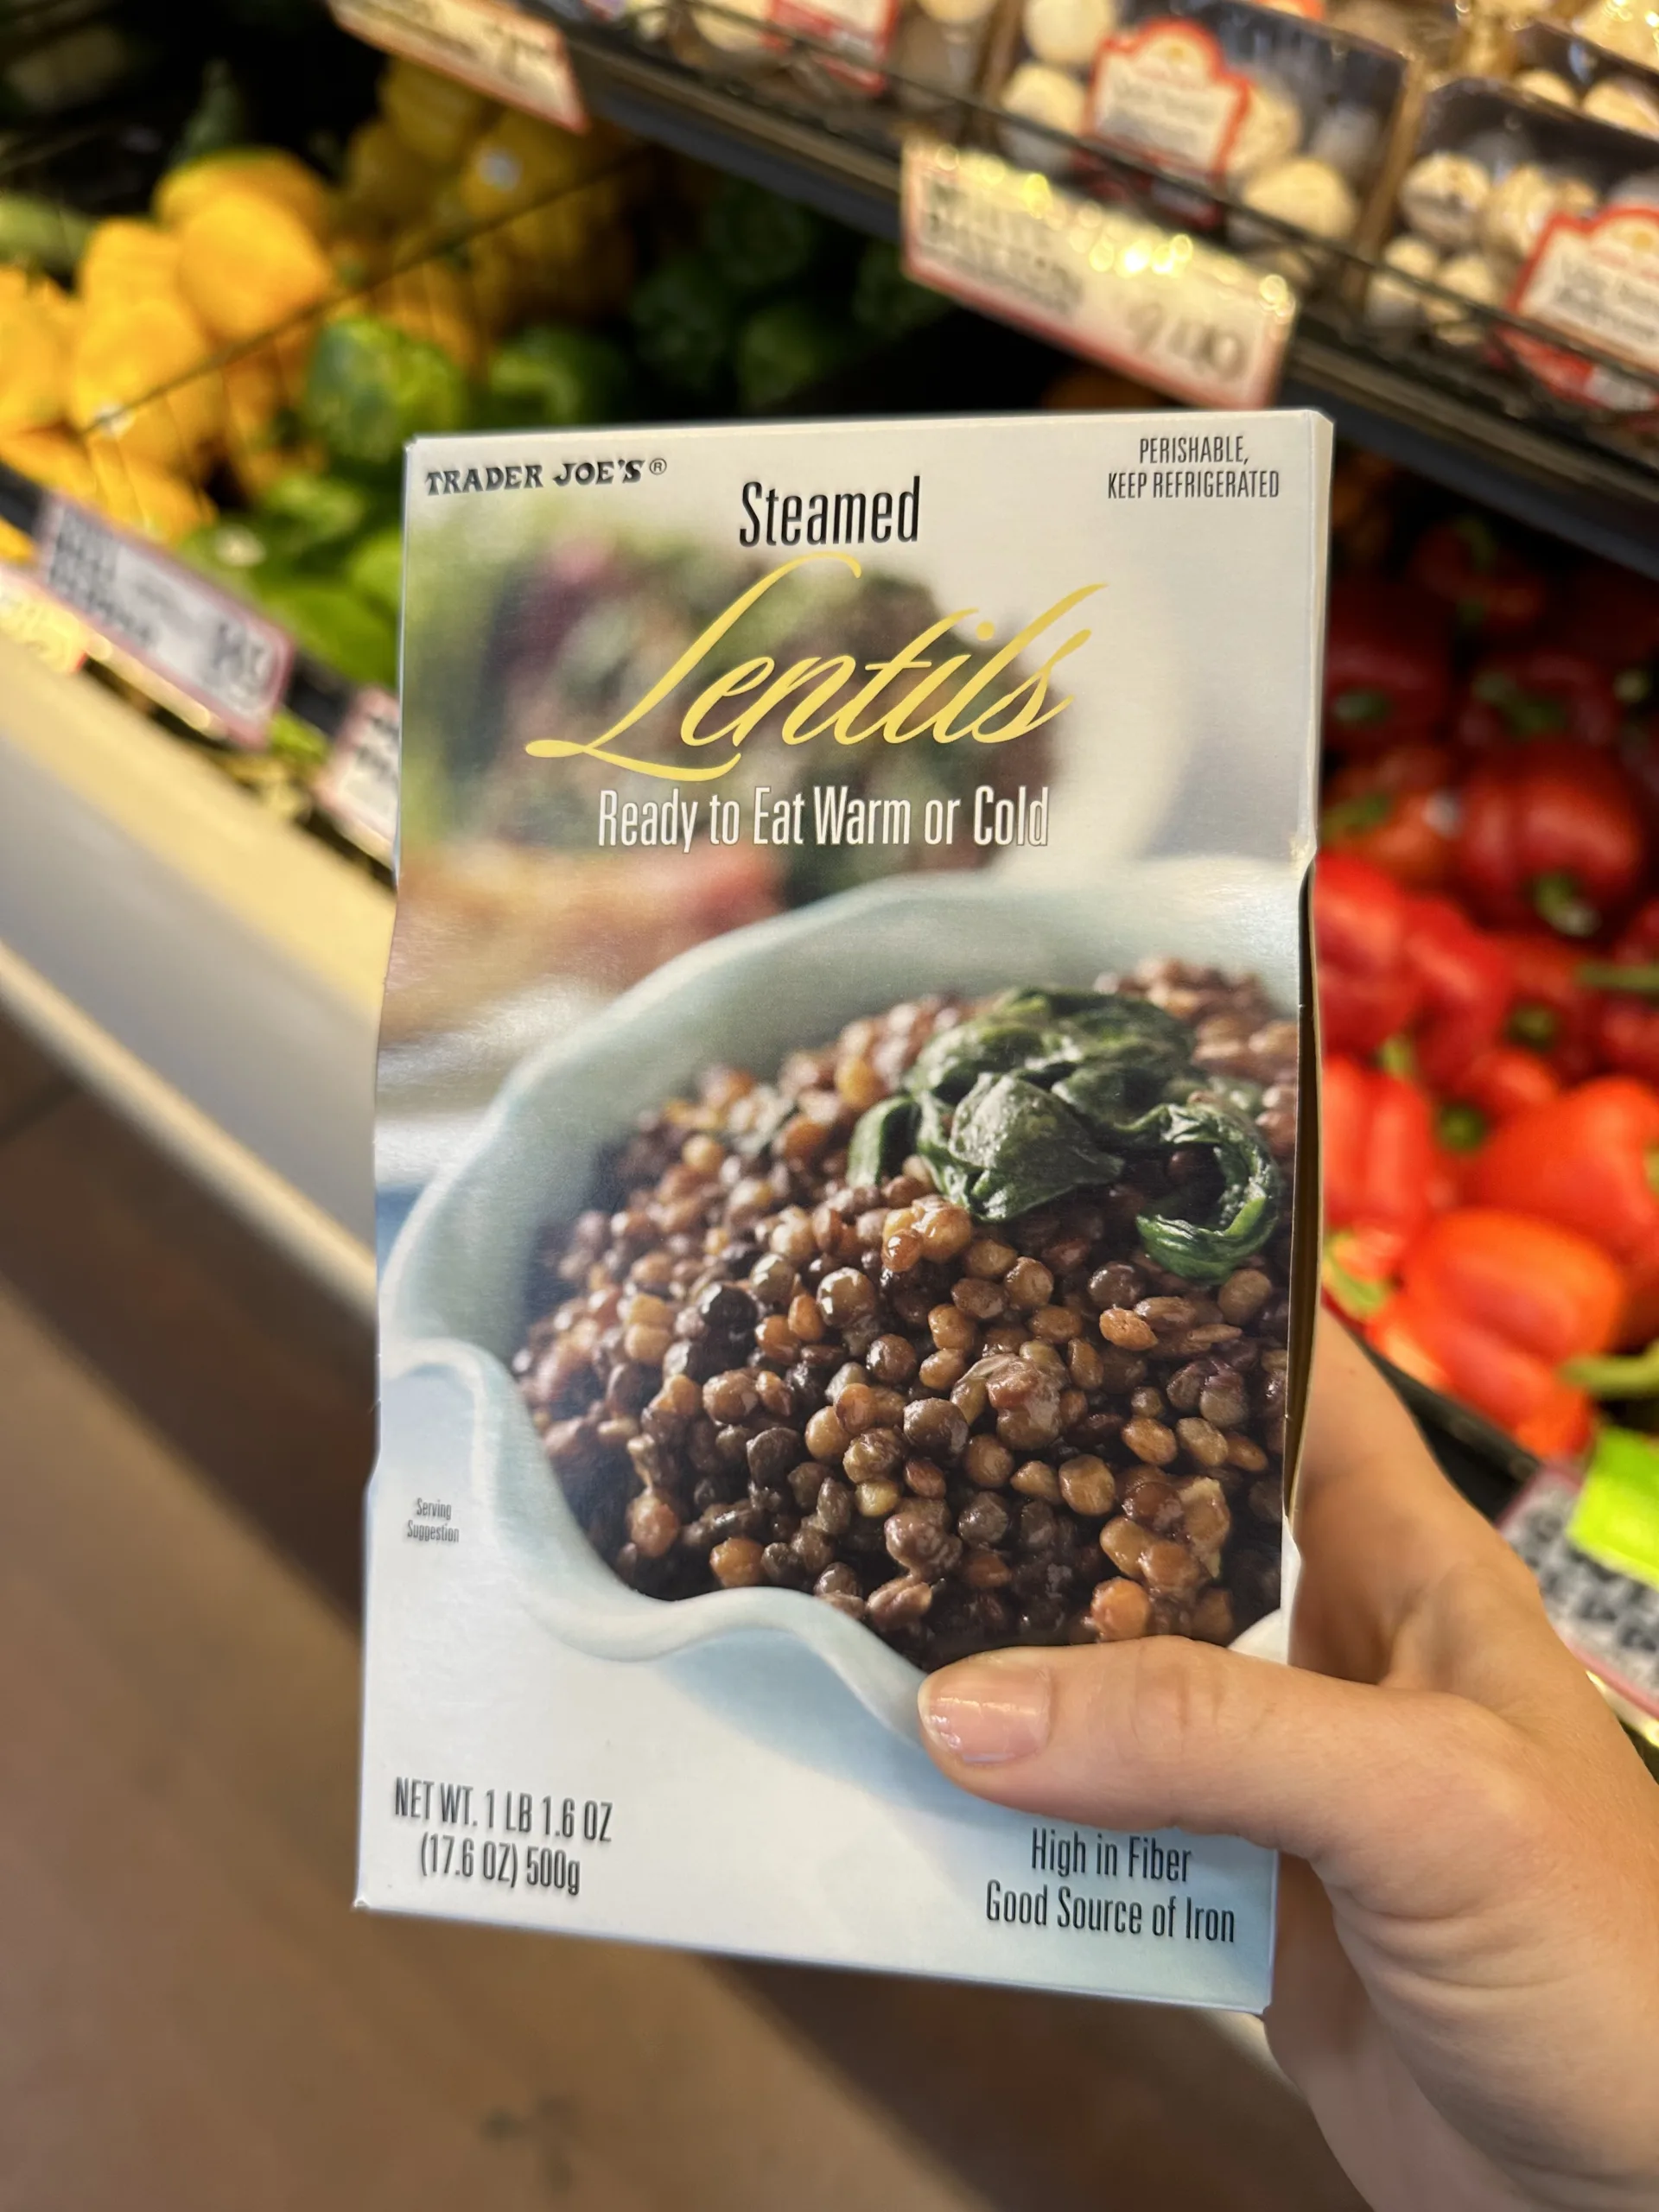 TRADER JOE'S®
PERISHABLE,
KEEP REFRIGERATED
Steamed
Lentils
Ready to Eat Warm or Cold
Serving
Suggestion
NET WT. 1 LB 1.6 OZ
(17.6 OZ) 500g
High in Fiber
Good Source of Iron